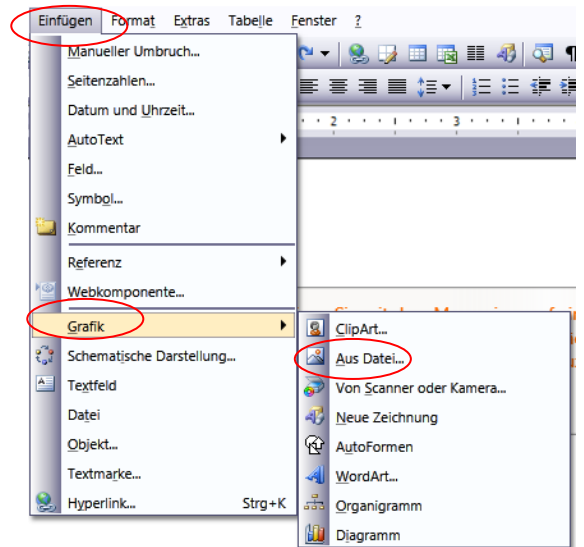 Einfügen Format Extras Tabelle Fenster ?
Manueller Umbruch...
Seitenzahlen...
Datum und Uhrzeit...
AutoText
Feld...
Symbol...
Kommentar
Referenz
Webkomponente...
Grafik
Schematische Darstellung...
Textfeld
Datei
Objekt...
Textmarke...
Hyperlink... Strg+K
2 3
ClipArt...
Aus Datei...
Von Scanner oder Kamera...
Neue Zeichnung
AutoFormen
WordArt...
Organigramm
Diagramm